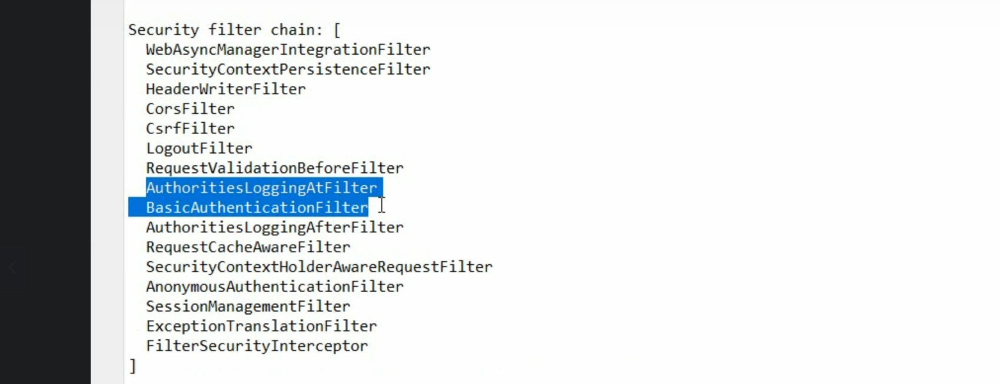 Security filter chain: [
WebAsyncManagerIntegrationFilter
SecurityContextPersistenceFilter
HeaderWriterFilter
CorsFilter
CsrfFilter
LogoutFilter
RequestValidationBeforeFilter
AuthoritiesLoggingAtFilter
BasicAuthenticationFilter
AuthoritiesLoggingAfterFilter
RequestCacheAwareFilter
SecurityContextHolderAwareRequestFilter
AnonymousAuthenticationFilter
SessionManagementFilter
ExceptionTranslationFilter
FilterSecurityInterceptor
]